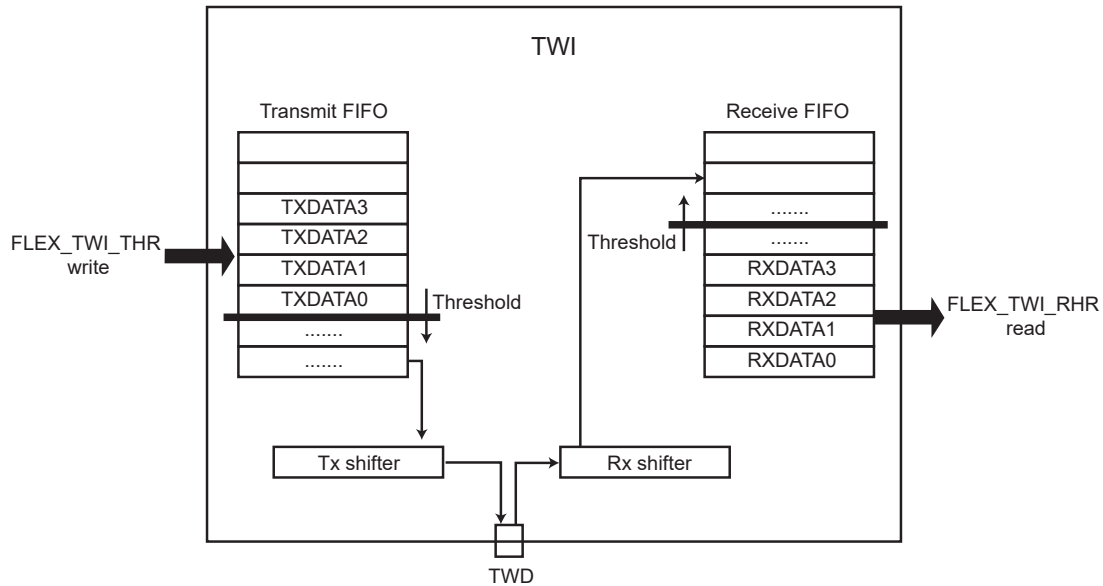 TWI
Transmit FIFO
Receive FIFO
TXDATA3
TXDATA2
TXDATA1
TXDATA0
.......
.......
FLEX_TWI_THR
write
Threshold
.......
.......
RXDATA3
RXDATA2
RXDATA1
RXDATA0
Threshold
FLEX_TWI_RHR
read
Tx shifter
Rx shifter
TWD